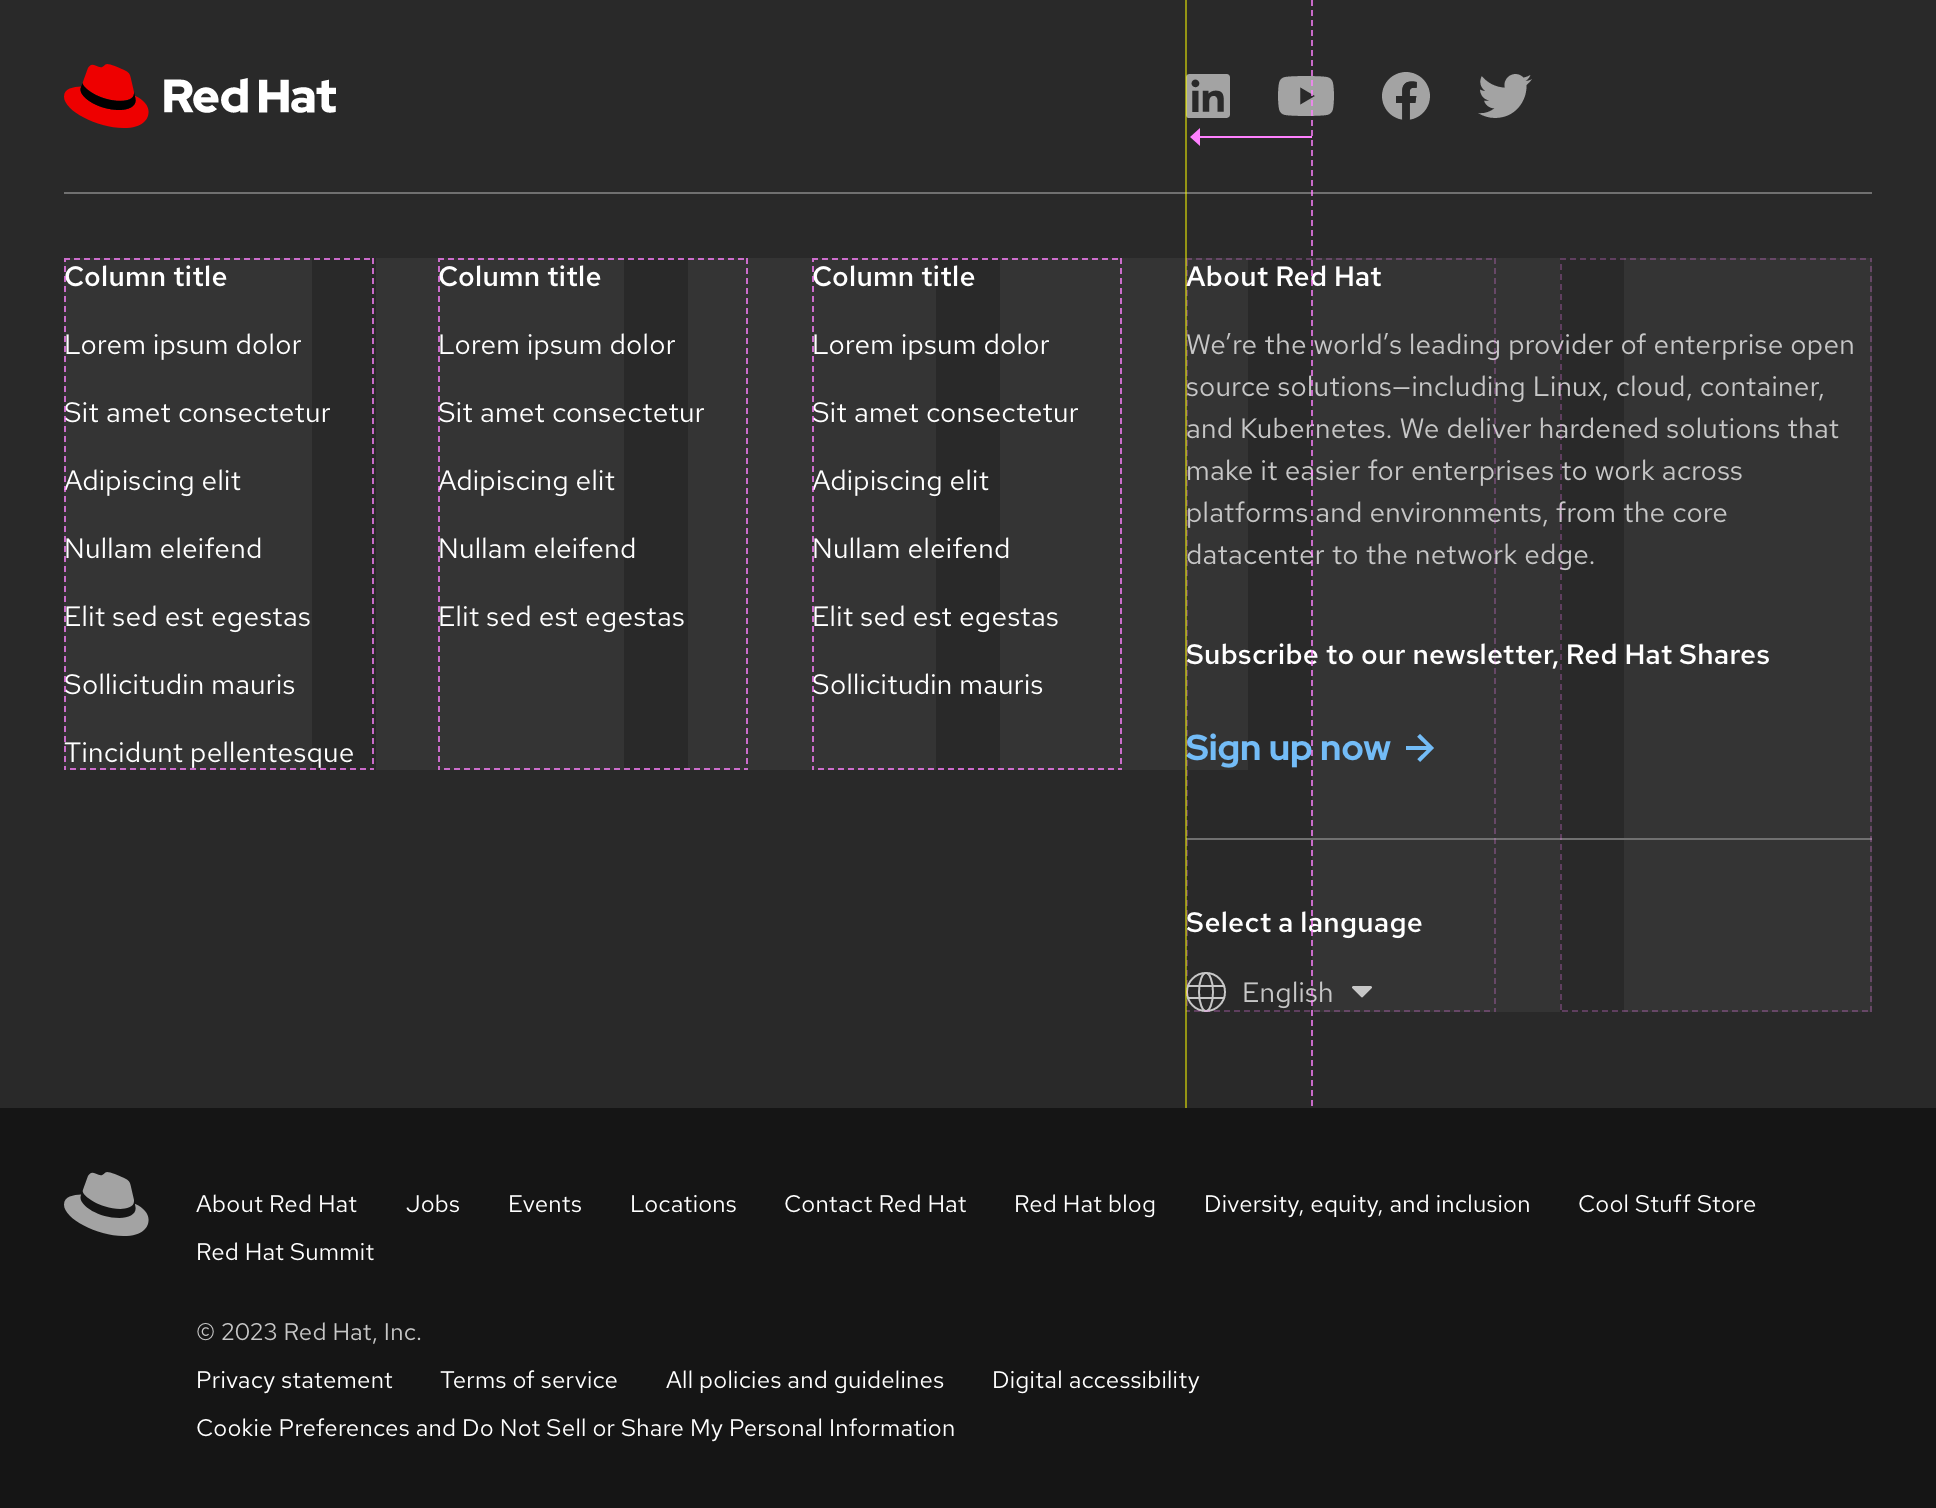 Red Hat
in
Column title
Lorem ipsum dolor
Sit amet consectetur
Adipiscing elit
Nullam eleifend
Elit sed est egestas
Sollicitudin mauris
Tincidunt pellentesque
Column title
Lorem ipsum dolor
Sit amet consectetur
Adipiscing elit
Nullam eleifend
Elit sed est egestas
Column title
Lorem ipsum dolor
Sit amet consectetur
Adipiscing elit
Nullam eleifend
Elit sed est egestas
Sollicitudin mauris
About Red Hat
We’re the world’s leading provider of enterprise open
source solutions—including Linux, cloud, container,
and Kubernetes. We deliver hardened solutions that
make it easier for enterprises to work across
platforms and environments, from the core
datacenter to the network edge.
Subscribe to our newsletter, Red Hat Shares
Sign up now
Select a language
English
About Red Hat Jobs Events Locations Contact Red Hat Red Hat blog Diversity, equity, and inclusion Cool Stuff Store
Red Hat Summit
© 2023 Red Hat, Inc.
Privacy statement Terms of service All policies and guidelines Digital accessibility
Cookie Preferences and Do Not Sell or Share My Personal Information